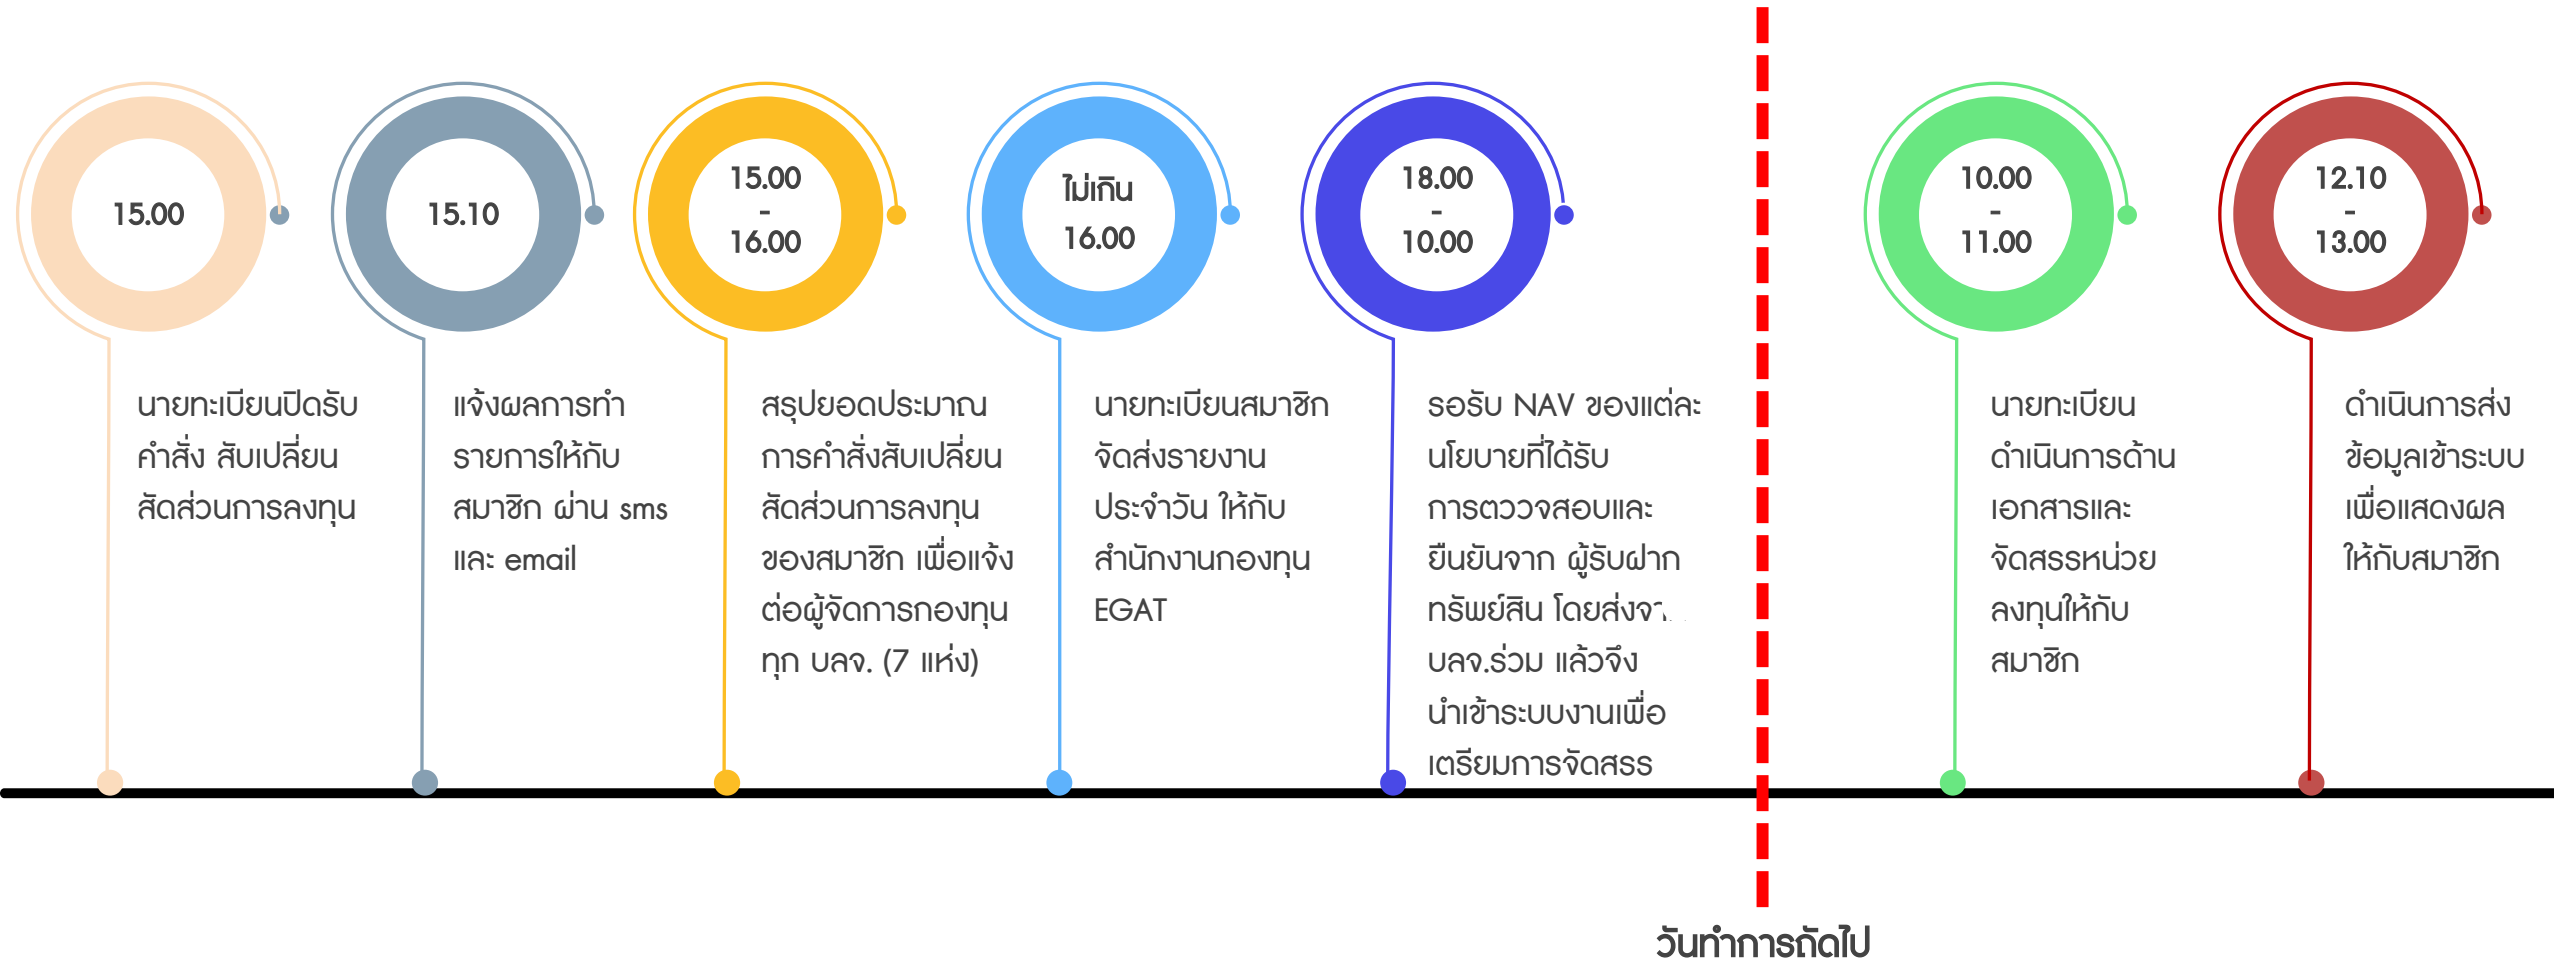 15.00
นายทะเบียนปิดรับ
คำสั่ง สับเปลี่ยน
สัดส่วนการลงทุน
15.10
แจ้งผลการทำ
รายการให้กับ
สมาชิก ผ่าน sms
และ email
15.00
-
16.00
สรุปยอดประมาณ
การคำสั่งสับเปลี่ยน
สัดส่วนการลงทุน
ของสมาชิก เพื่อแจ้ง
ต่อผู้จัดการกองทุน
ทุก บลจ. (7 แห่ง)
ไม่เกิน
16.00
นายทะเบียนสมาชิก
จัดส่งรายงาน
ประจำวัน ให้กับ
สำนักงานกองทุน
EGAT
18.00
-
10.00
รอรับ NAV ของแต่ละ
นโยบายที่ได้รับ
การตววจสอบและ
ยืนยันจาก ผู้รับฝาก
ทรัพย์สิน โดยส่ง
บลจ.ร่วม แล้วจึง
นำเข้าระบบงานเพื่อ
เตรียมการจัดสรร
วันทำการถัดไป
10.00
-
11.00
นายทะเบียน
ดำเนินการด้าน
เอกสารและ
จัดสรรหน่วย
ลงทุนให้กับ
สมาชิก
12.10
-
13.00
ดำเนินการส่ง
ข้อมูลเข้าระบบ
เพื่อแสดงผล
ให้กับสมาชิก